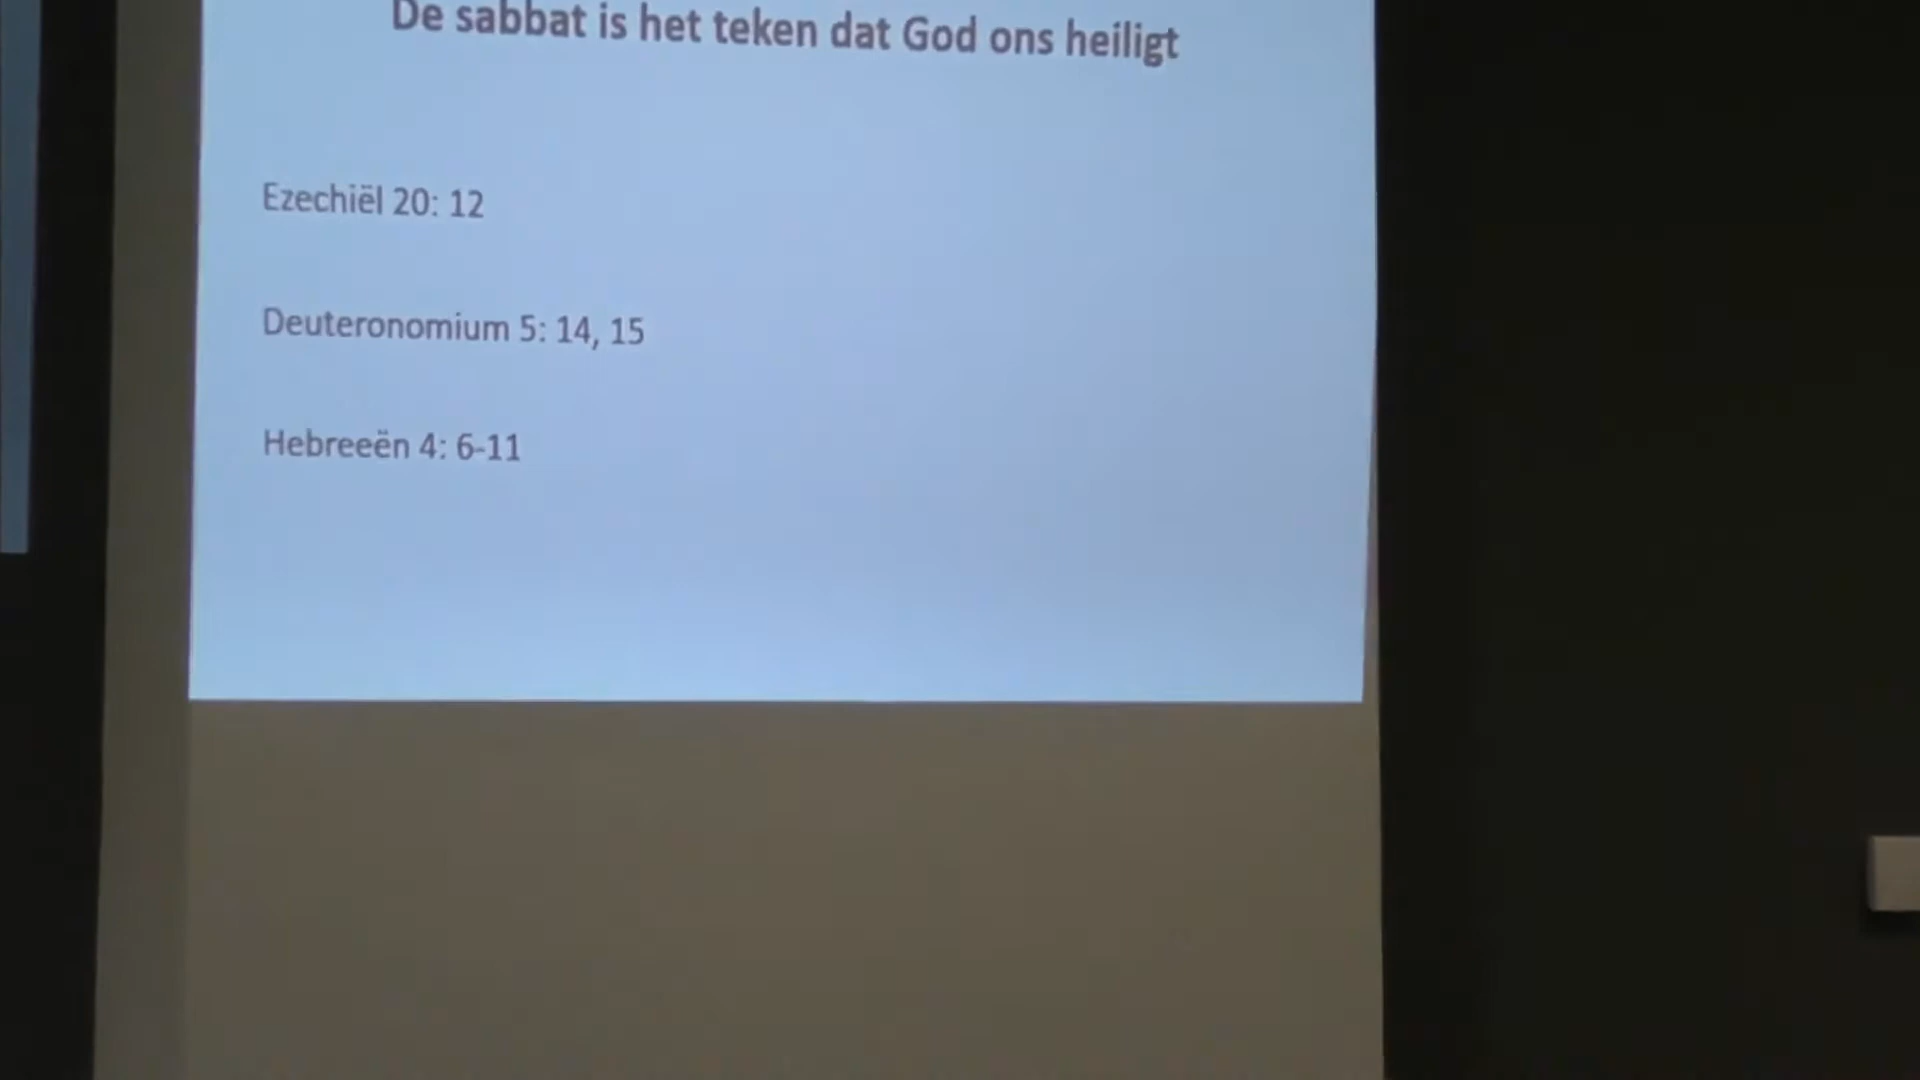 De sabbat is het teken dat God ons heiligt
Ezechiël 20: 12
Deuteronomium 5: 14, 15
Hebreeën 4: 6-11